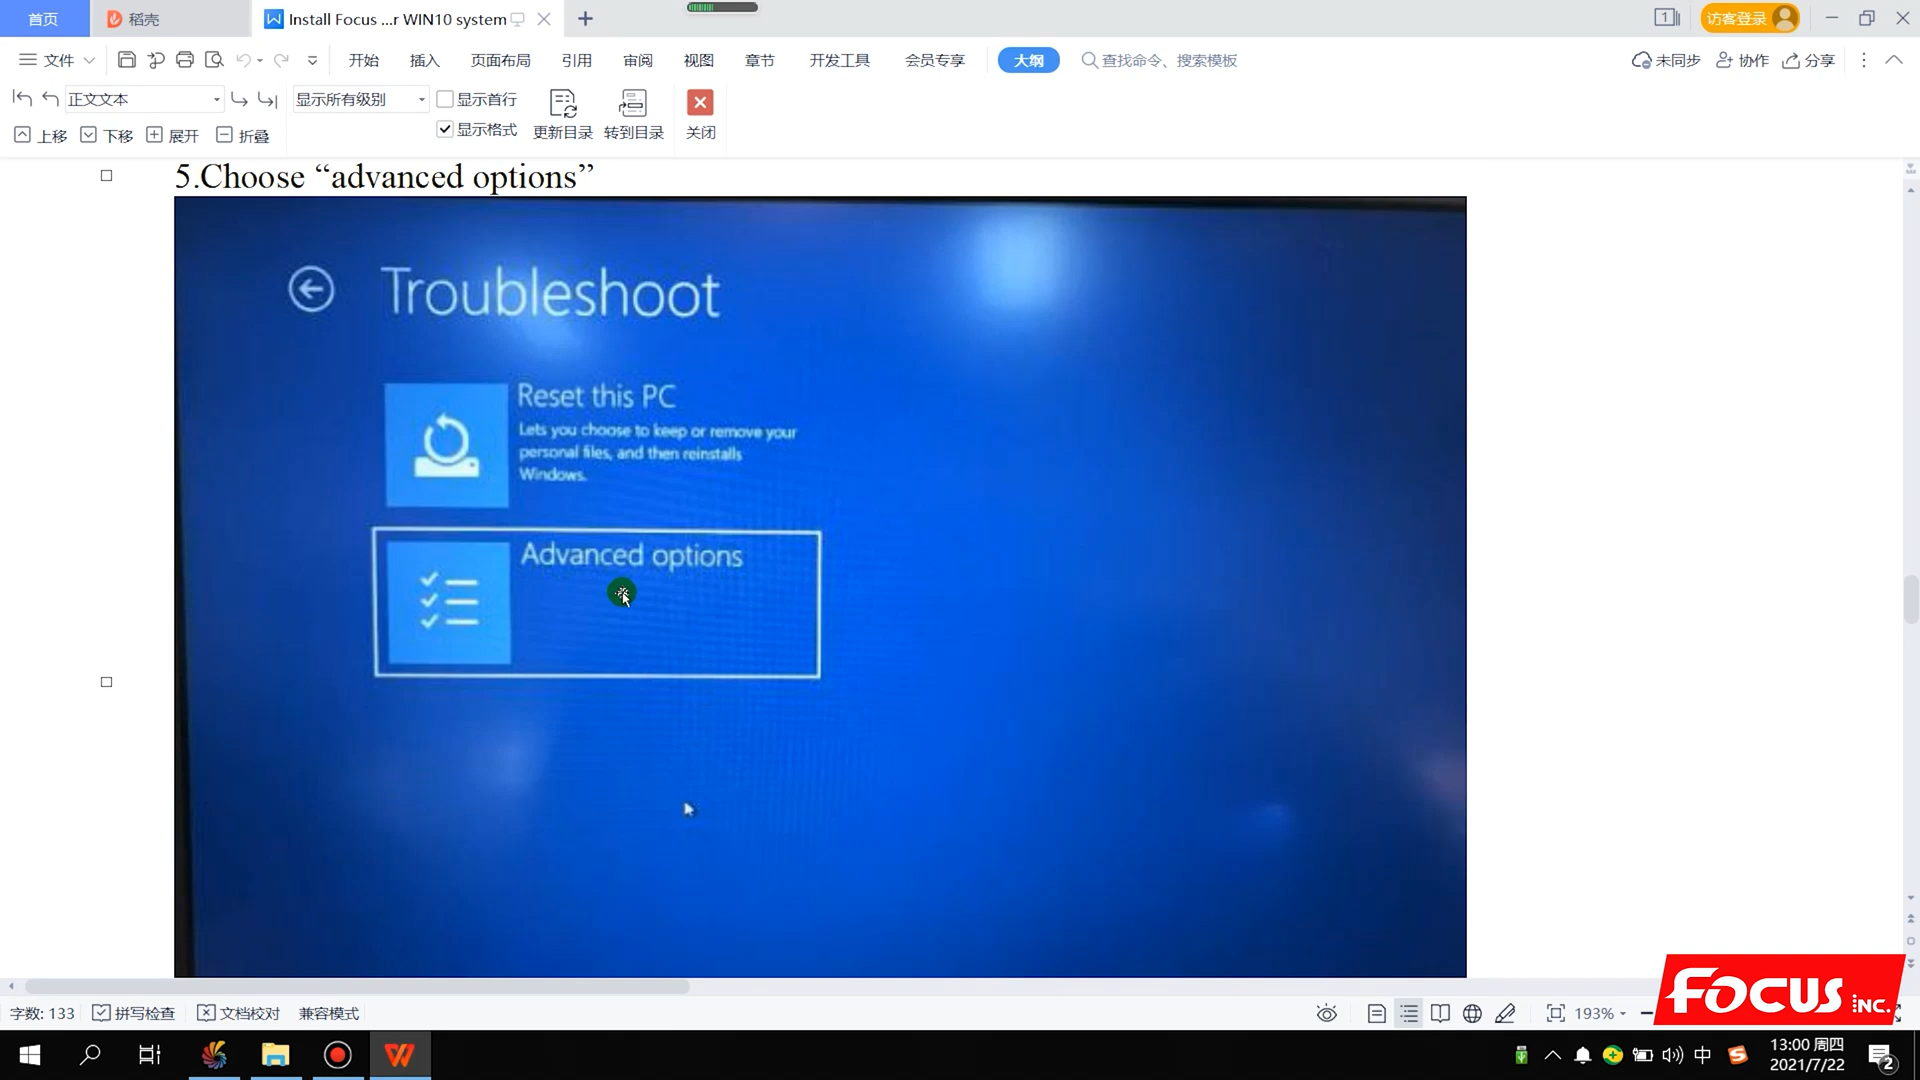 首页
稻壳
Install Focus ...r WIN10 system
1
访客登录
文件
开始
插入
页面布局
引用
审阅
视图
章节
开发工具
会员专享
大纲
查找命令、搜索模板
未同步
协作
分享
正文文本
显示所有级别
显示首行
显示格式
更新目录
转到目录
关闭
上移
下移
展开
折叠
5.Choose “advanced options”
Troubleshoot
Reset this PC
Lets you choose to keep or remove your
personal files, and then reinstalls
Windows.
Advanced options
FOCUS INC.
字数: 133
拼写检查
文档校对
兼容模式
193%
中
13:00 周四
2021/7/22
2